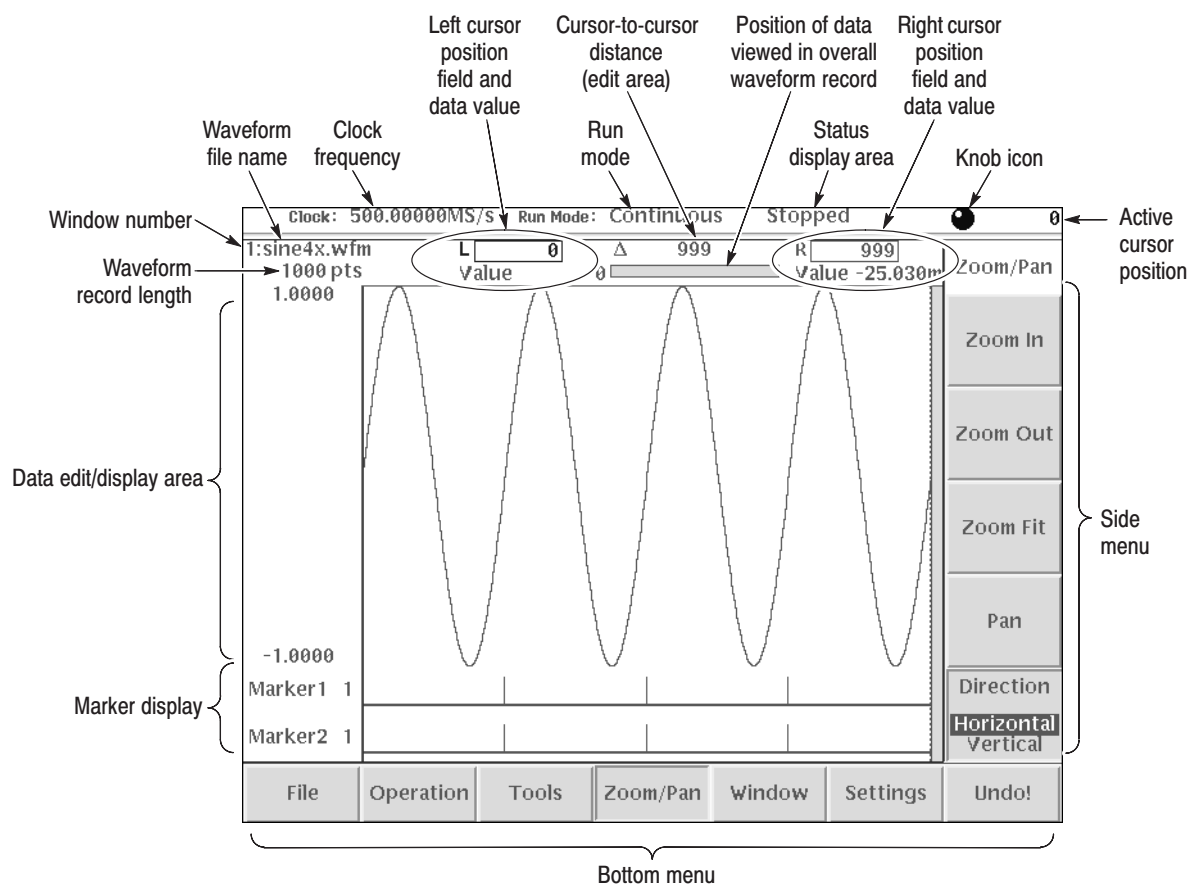 Left cursor
position
field and
data value
Cursor-to-cursor
distance
(edit area)
Position of data
viewed in overall
waveform record
Right cursor
position
field and
data value
Waveform
file name
Clock
frequency
Run
mode
Status
display area
Knob icon
Window number
Waveform
record length
Active
cursor
position
Clock: 500.00000MS/s Run Mode: Continuous Stopped 0
1:sine4x.wfm L 0 Δ 999 R 999
1000 pts Value 0 Value -25.030m
Zoom/Pan
1.0000
Zoom In
Zoom Out
Data edit/display area
Zoom Fit
Side
menu
Pan
-1.0000
Marker display
Marker1 1
Marker2 1
Direction
Horizontal
Vertical
File Operation Tools Zoom/Pan Window Settings Undo!
Bottom menu